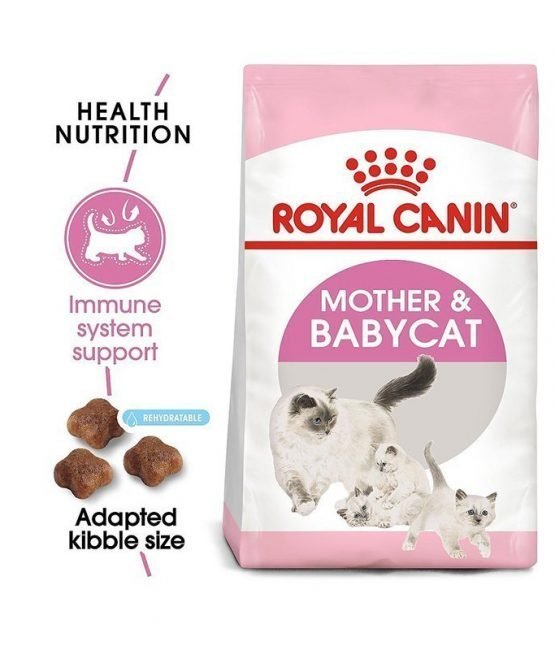 HEALTH
NUTRITION
Immune
system
support
REHYDRATABLE
Adapted
kibble size
ROYAL CANIN®
MOTHER &
BABYCAT